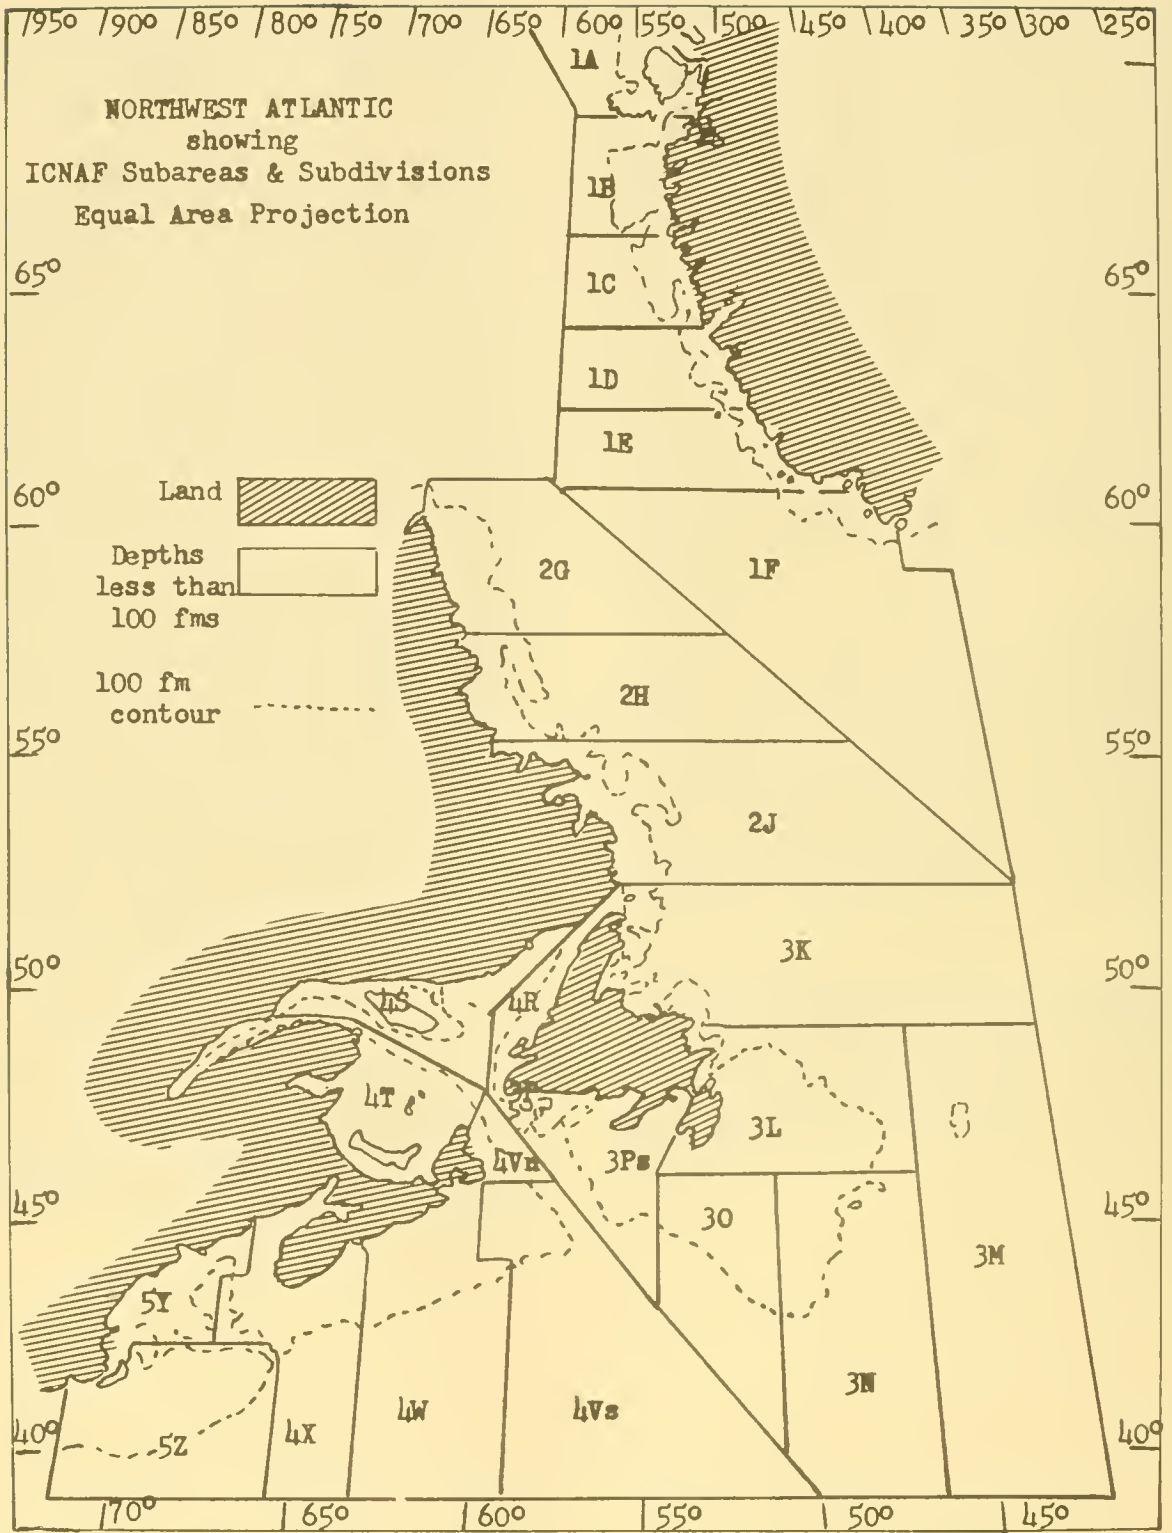 95° 90° 85° 80° 75° 70° 60° 55° 50° 45° 40° 35° 30° 25°
NORTHWEST ATLANTIC
showing
ICNAF Subareas & Subdivisions
Equal Area Projection
1A
1B
65° 1C 65°
1D
1E
Land
60° 60°
Depths
less than
100 fms
2G 1F
100 fm
contour
2H
55° 55°
2J
3K
50° 50°
4S 4R
4T
3L
4Vn 3Ps
45° 45°
3O
3M
5Y
3N
4W 4Vs
40° 5Z 4X 40°
70° 65° 60° 55° 50° 45°